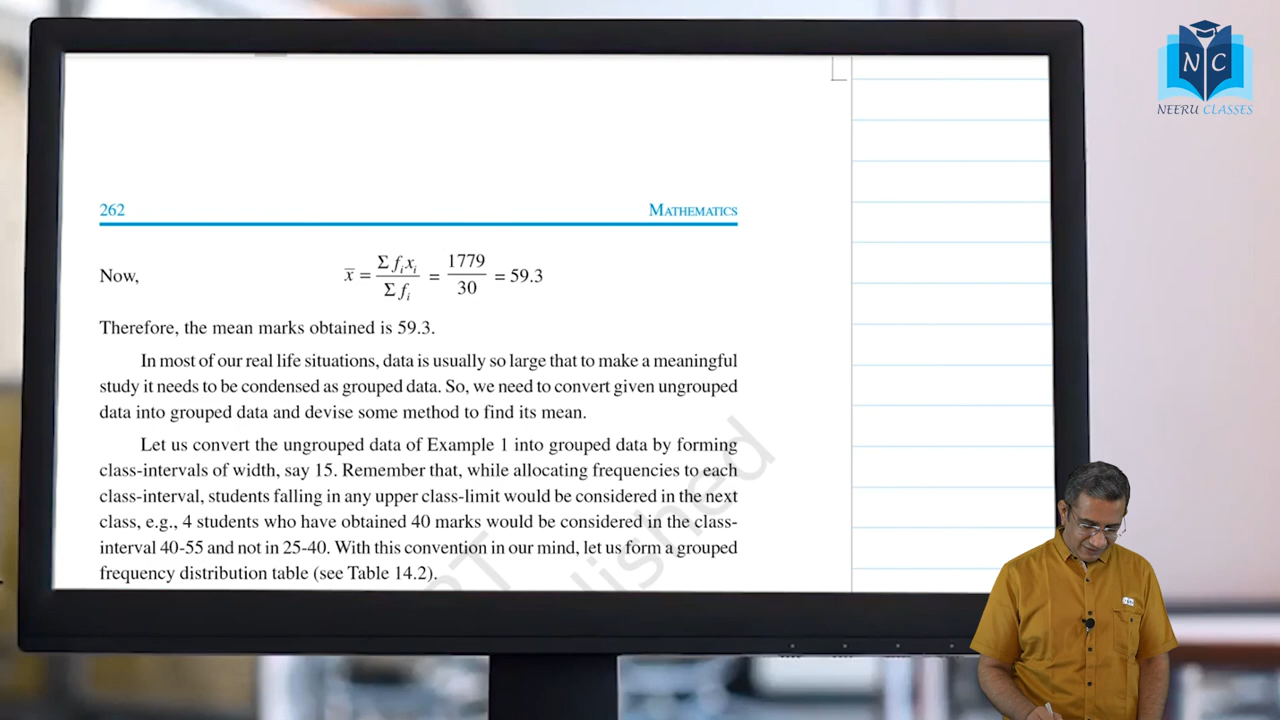 N C
NEERU CLASSES
262
MATHEMATICS
Now, x̄ = Σ fᵢxᵢ / Σ fᵢ = 1779 / 30 = 59.3
Therefore, the mean marks obtained is 59.3.
In most of our real life situations, data is usually so large that to make a meaningful
study it needs to be condensed as grouped data. So, we need to convert given ungrouped
data into grouped data and devise some method to find its mean.
Let us convert the ungrouped data of Example 1 into grouped data by forming
class-intervals of width, say 15. Remember that, while allocating frequencies to each
class-interval, students falling in any upper class-limit would be considered in the next
class, e.g., 4 students who have obtained 40 marks would be considered in the class-
interval 40-55 and not in 25-40. With this convention in our mind, let us form a grouped
frequency distribution table (see Table 14.2).